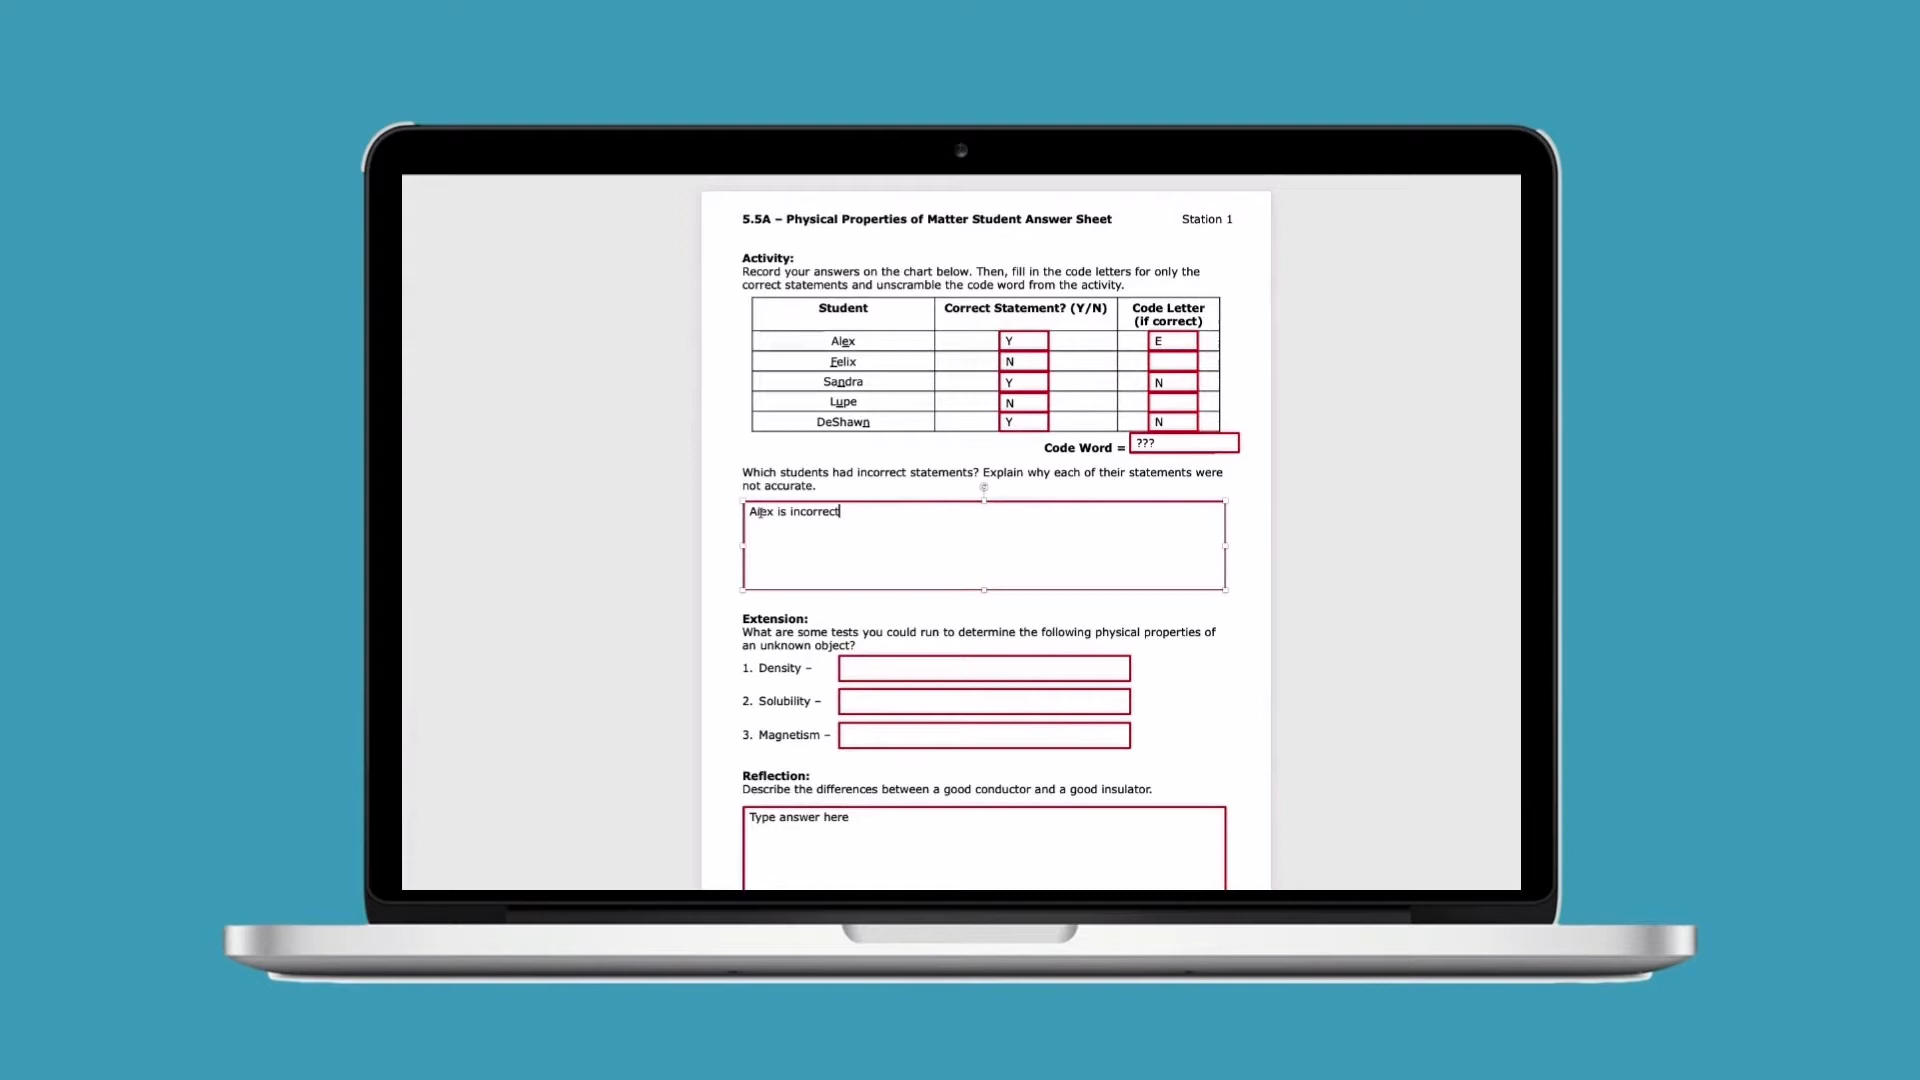 5.5A – Physical Properties of Matter Student Answer Sheet Station 1
Activity:
Record your answers on the chart below. Then, fill in the code letters for only the
correct statements and unscramble the code word from the activity.
Student Correct Statement? (Y/N) Code Letter
(if correct)
Alex Y E
Felix N
Sandra Y N
Lupe N
DeShawn Y N
Code Word = ???
Which students had incorrect statements? Explain why each of their statements were
not accurate.
Alex is incorrect
Extension:
What are some tests you could run to determine the following physical properties of
an unknown object?
1. Density –
2. Solubility –
3. Magnetism –
Reflection:
Describe the differences between a good conductor and a good insulator.
Type answer here